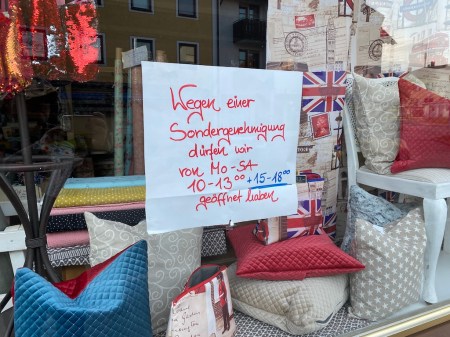 Wegen einer
Sondergenehmigung
dürfen wir
von Mo-SA
10-13⁰⁰ + 15-18⁰⁰
geöffnet haben